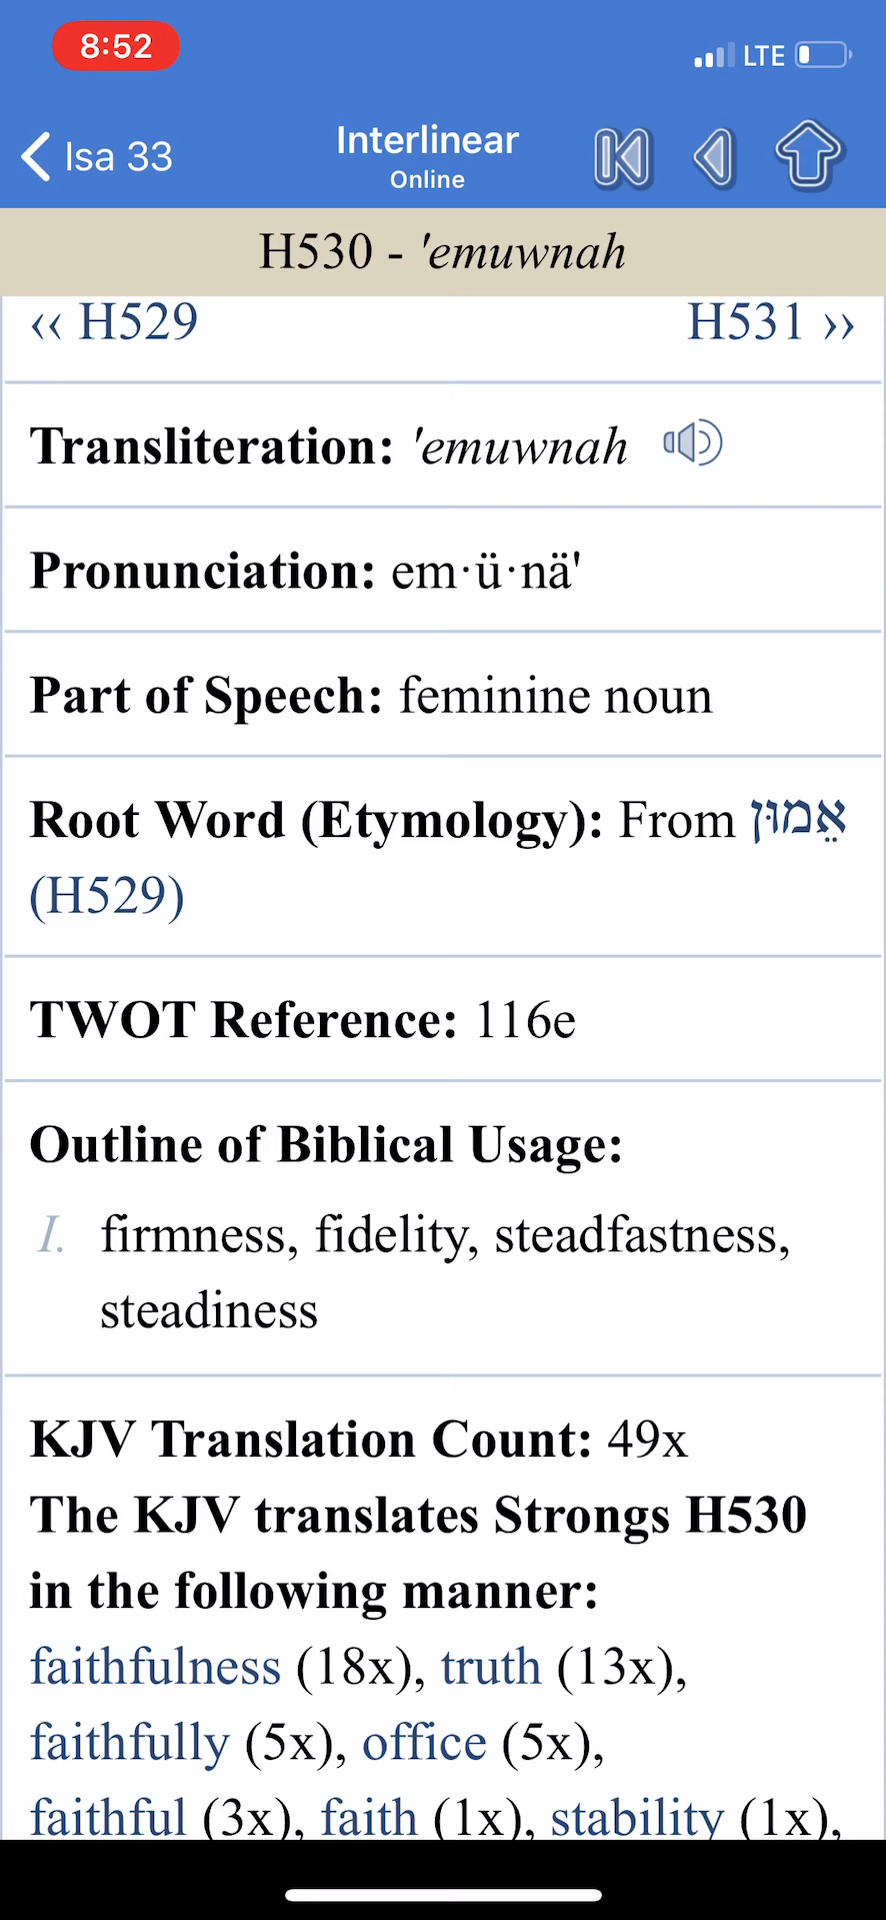 8:52
LTE
Isa 33
Interlinear
Online
H530 - 'emuwnah
‹‹ H529
H531 ››
Transliteration: 'emuwnah
Pronunciation: em·ü·nä'
Part of Speech: feminine noun
Root Word (Etymology): From אֵמוּן
(H529)
TWOT Reference: 116e
Outline of Biblical Usage:
I. firmness, fidelity, steadfastness,
steadiness
KJV Translation Count: 49x
The KJV translates Strongs H530
in the following manner:
faithfulness (18x), truth (13x),
faithfully (5x), office (5x),
faithful (3x), faith (1x), stability (1x),